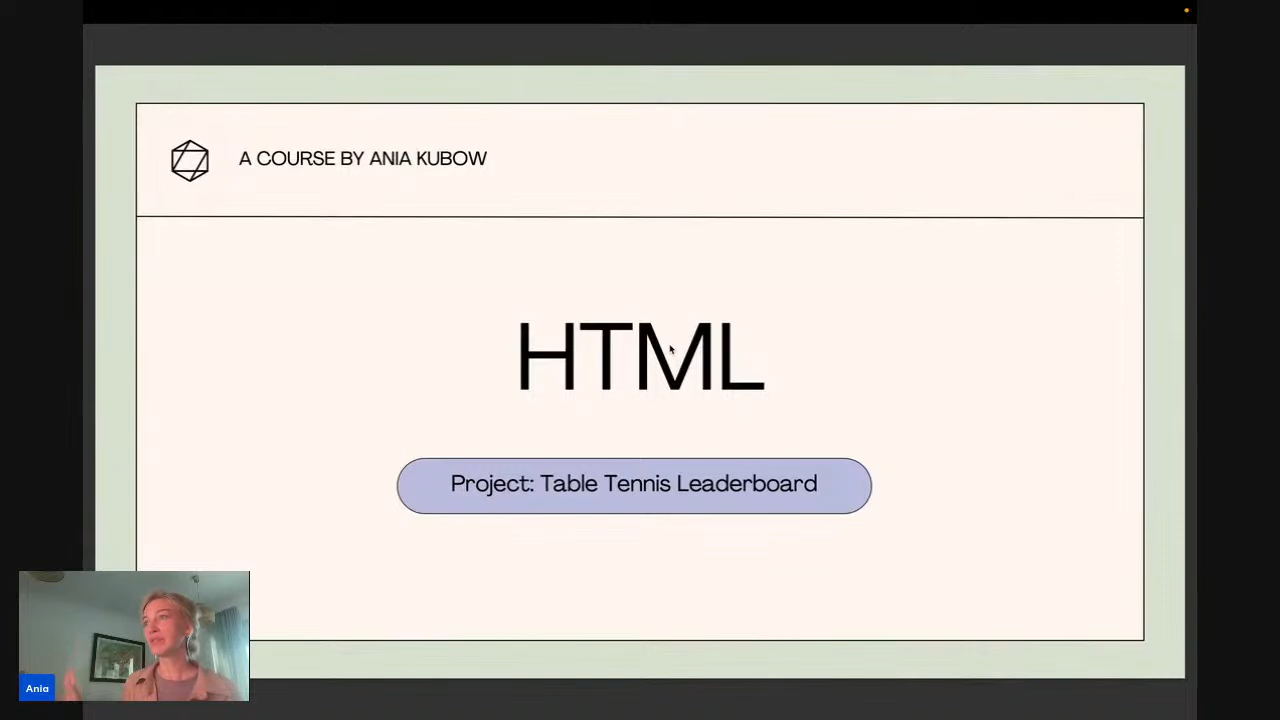 A COURSE BY ANIA KUBOW
HTML
Project: Table Tennis Leaderboard
Ania